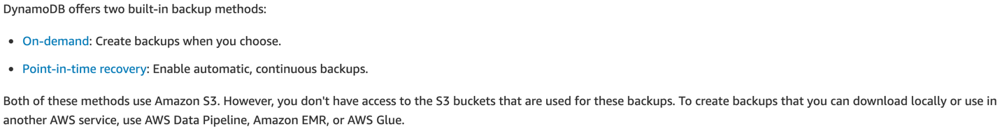 DynamoDB offers two built-in backup methods:
• On-demand: Create backups when you choose.
• Point-in-time recovery: Enable automatic, continuous backups.
Both of these methods use Amazon S3. However, you don't have access to the S3 buckets that are used for these backups. To create backups that you can download locally or use in
another AWS service, use AWS Data Pipeline, Amazon EMR, or AWS Glue.